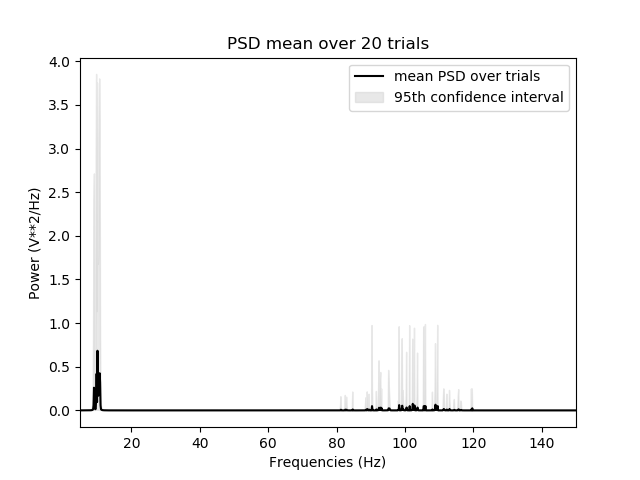 PSD mean over 20 trials
mean PSD over trials
95th confidence interval
4.0
3.5
3.0
2.5
2.0
1.5
1.0
0.5
0.0
Power (V**2/Hz)
20 40 60 80 100 120 140
Frequencies (Hz)